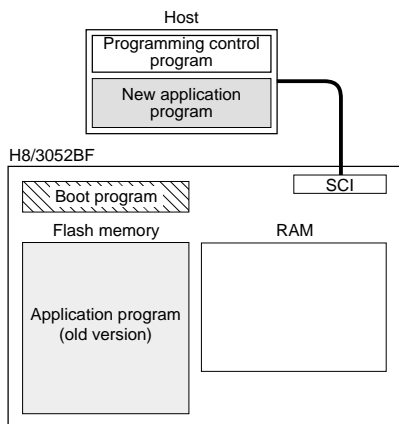 Host
Programming control
program
New application
program
H8/3052BF
SCI
Boot program
Flash memory
RAM
Application program
(old version)